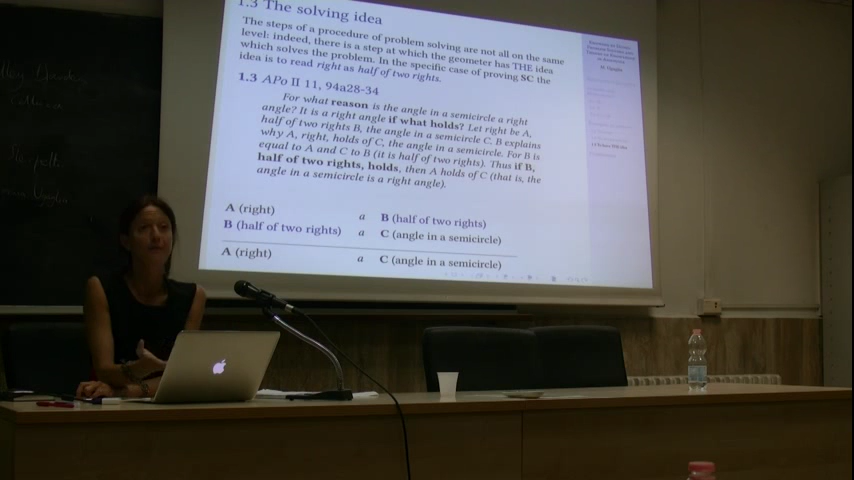 1.3 The solving idea
The steps of a procedure of problem solving are not all on the same
level: indeed, there is a step at which the geometer has THE idea
which solves the problem. In the specific case of proving SC the
idea is to read right as half of two rights.
1.3 APo II 11, 94a28-34
For what reason is the angle in a semicircle a right
angle? It is a right angle if what holds? Let right be A,
half of two rights B, the angle in a semicircle C. B explains
why A, right, holds of C, the angle in a semicircle. For B is
equal to A and C to B (it is half of two rights). Thus if B,
half of two rights, holds, then A holds of C (that is, the
angle in a semicircle is a right angle).
A (right) a B (half of two rights)
B (half of two rights) a C (angle in a semicircle)
A (right) a C (angle in a semicircle)